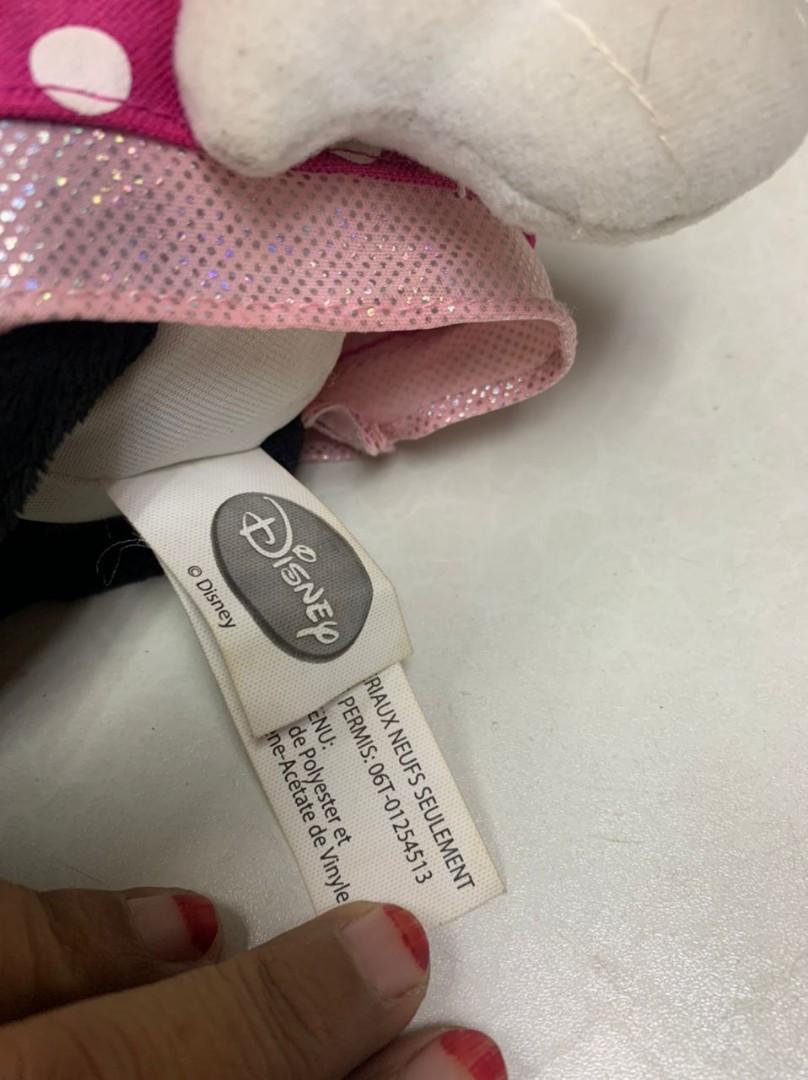 DISNEY
© Disney
RIAUX NEUFS SEULEMENT
PERMIS: 06T-01254513
ENU:
de Polyester et
ne-Acétate de Vinyle